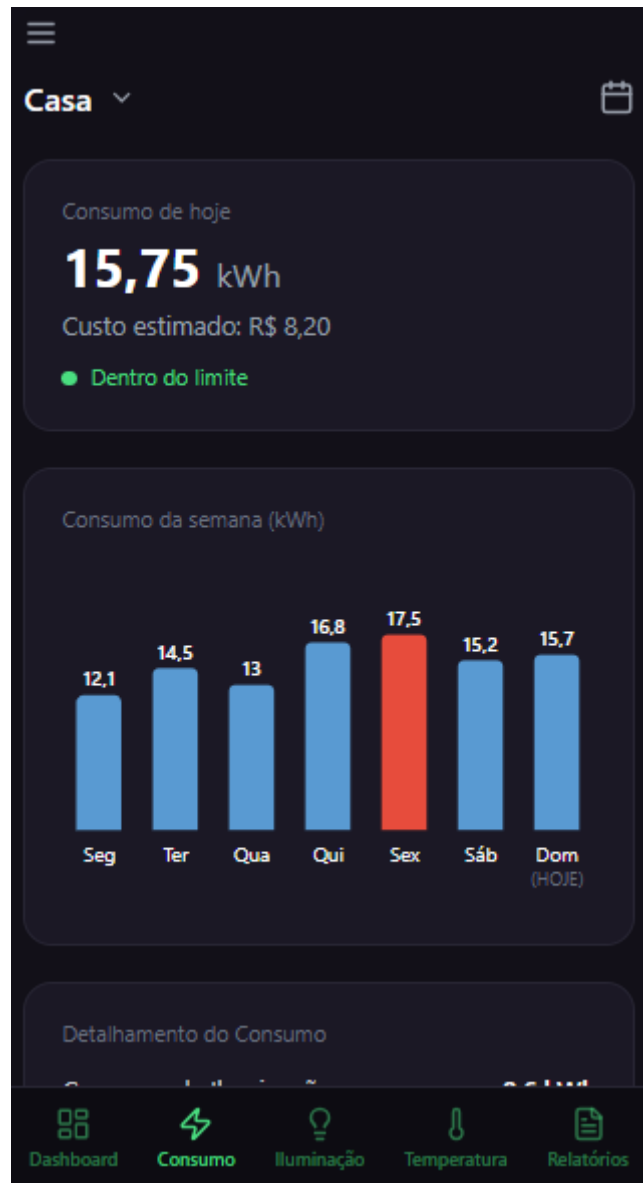 Casa
Consumo de hoje
15,75 kWh
Custo estimado: R$ 8,20
Dentro do limite
Consumo da semana (kWh)
12,1 14,5 13 16,8 17,5 15,2 15,7
Seg Ter Qua Qui Sex Sáb Dom
(HOJE)
Detalhamento do Consumo
Dashboard Consumo Iluminação Temperatura Relatórios